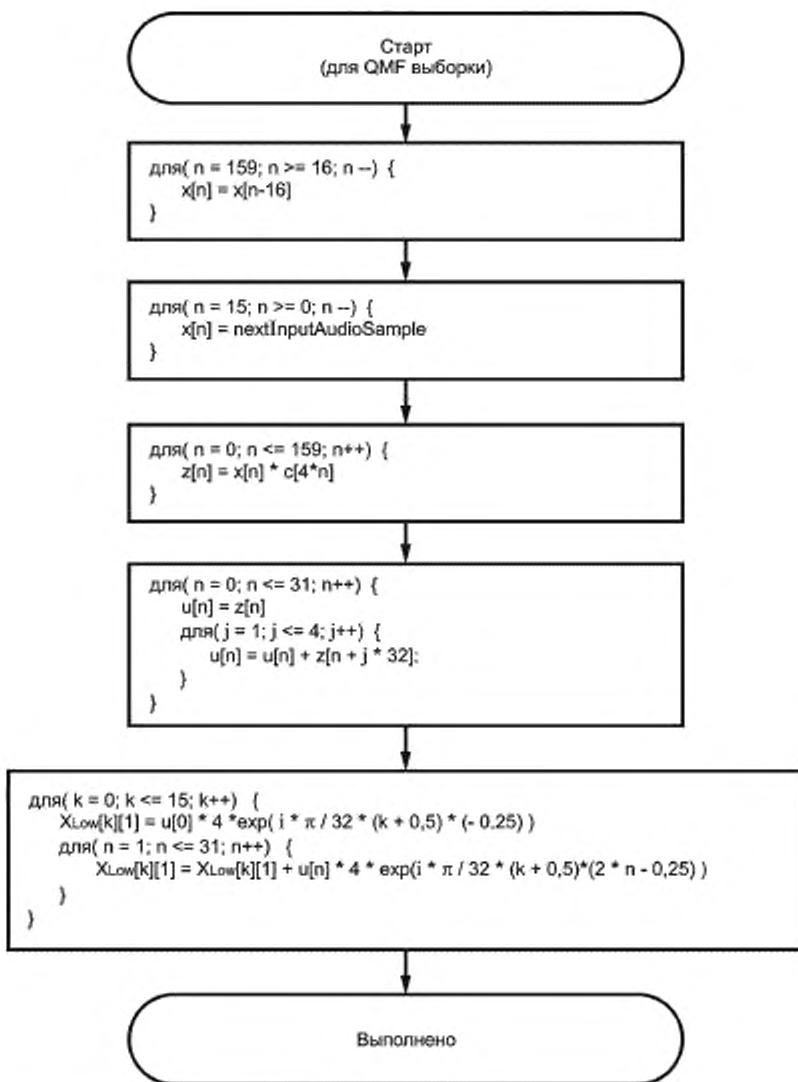 Старт
(для QMF выборки)
для( n = 159; n >= 16; n --) {
x[n] = x[n-16]
}
для( n = 15; n >= 0; n --) {
x[n] = nextInputAudioSample
}
для( n = 0; n <= 159; n++) {
z[n] = x[n] * c[4*n]
}
для( n = 0; n <= 31; n++) {
u[n] = z[n]
для( j = 1; j <= 4; j++) {
u[n] = u[n] + z[n + j * 32];
}
}
для( k = 0; k <= 15; k++) {
XLow[k][1] = u[0] * 4 *exp( i * π / 32 * (k + 0,5) * (- 0,25) )
для( n = 1; n <= 31; n++) {
XLow[k][1] = XLow[k][1] + u[n] * 4 * exp(i * π / 32 * (k + 0,5)*(2 * n - 0,25) )
}
}
Выполнено